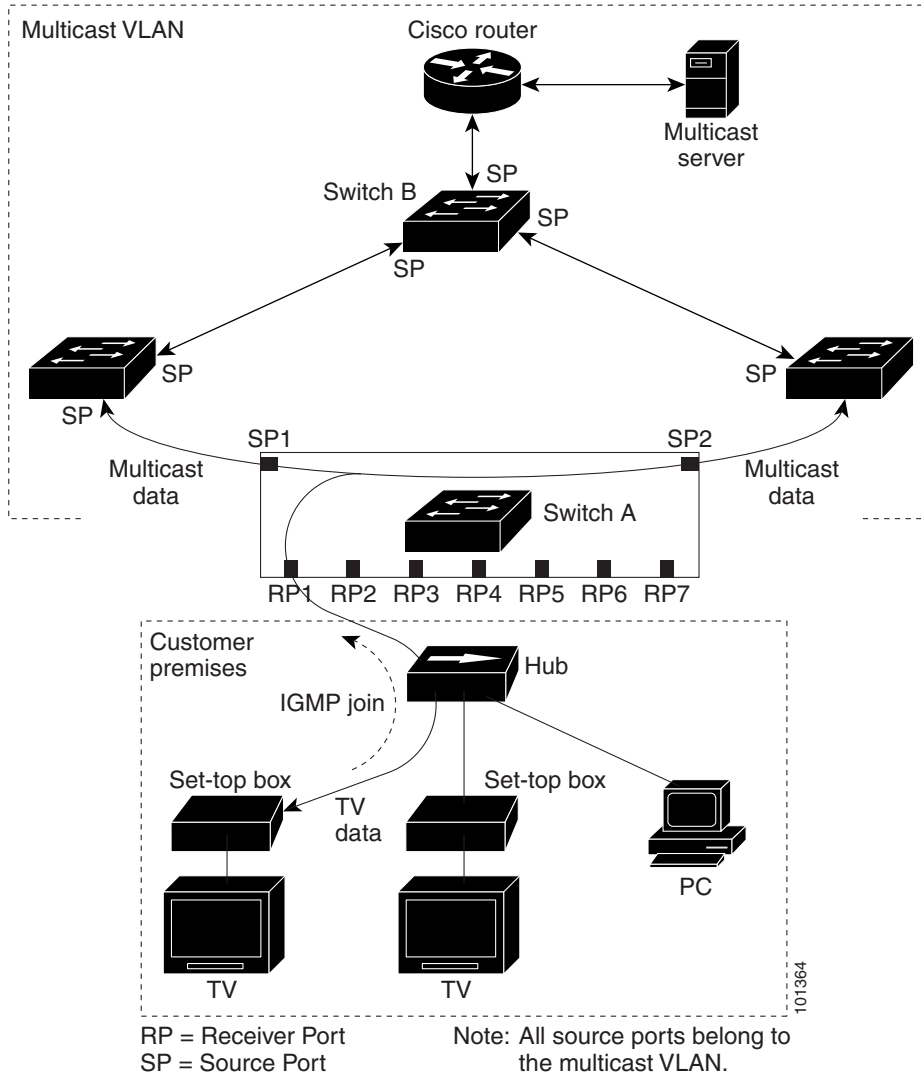 Multicast VLAN
Cisco router
Multicast
server
SP
Switch B
SP
SP
SP
SP
SP
SP1
SP2
Multicast
data
Multicast
data
Switch A
RP1 RP2 RP3 RP4 RP5 RP6 RP7
Customer
premises
Hub
IGMP join
Set-top box
Set-top box
TV
data
PC
TV
TV
101364
RP = Receiver Port
SP = Source Port
Note: All source ports belong to
the multicast VLAN.